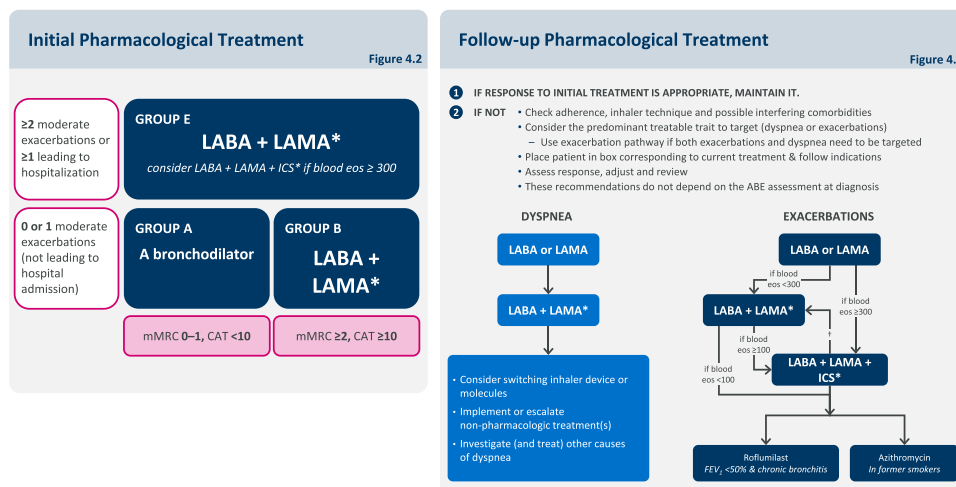 Initial Pharmacological Treatment
Figure 4.2
≥2 moderate
exacerbations or
≥1 leading to
hospitalization
GROUP E
LABA + LAMA*
consider LABA + LAMA + ICS* if blood eos ≥ 300
0 or 1 moderate
exacerbations
(not leading to
hospital
admission)
GROUP A
A bronchodilator
GROUP B
LABA +
LAMA*
mMRC 0–1, CAT <10
mMRC ≥2, CAT ≥10
Follow-up Pharmacological Treatment
Figure 4.
1 IF RESPONSE TO INITIAL TREATMENT IS APPROPRIATE, MAINTAIN IT.
2 IF NOT • Check adherence, inhaler technique and possible interfering comorbidities
• Consider the predominant treatable trait to target (dyspnea or exacerbations)
– Use exacerbation pathway if both exacerbations and dyspnea need to be targeted
• Place patient in box corresponding to current treatment & follow indications
• Assess response, adjust and review
• These recommendations do not depend on the ABE assessment at diagnosis
DYSPNEA
LABA or LAMA
LABA + LAMA*
• Consider switching inhaler device or
molecules
• Implement or escalate
non-pharmacologic treatment(s)
• Investigate (and treat) other causes
of dyspnea
EXACERBATIONS
LABA or LAMA
if blood
eos <300
if blood
eos ≥300
LABA + LAMA*
†
if blood
eos ≥100
if blood
eos <100
LABA + LAMA +
ICS*
Roflumilast
FEV1 <50% & chronic bronchitis
Azithromycin
In former smokers